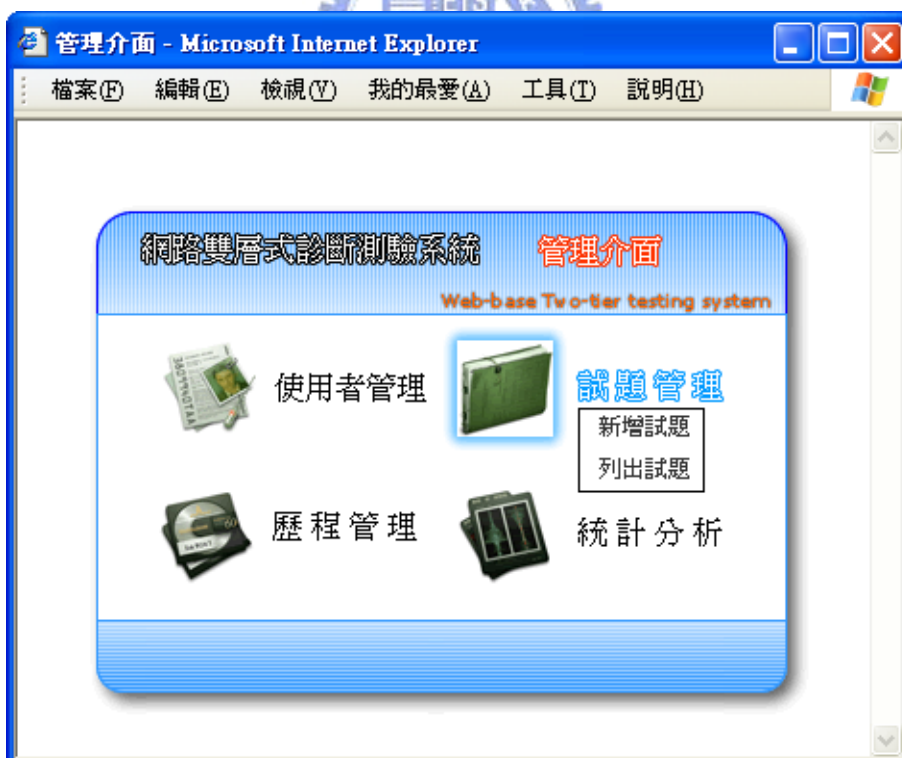 管理介面 - Microsoft Internet Explorer
檔案(F) 編輯(E) 檢視(V) 我的最愛(A) 工具(T) 說明(H)
網路雙層式診斷測驗系統 管理介面
Web-base Two-tier testing system
使用者管理 試題管理
新增試題
列出試題
歷程管理 統計分析